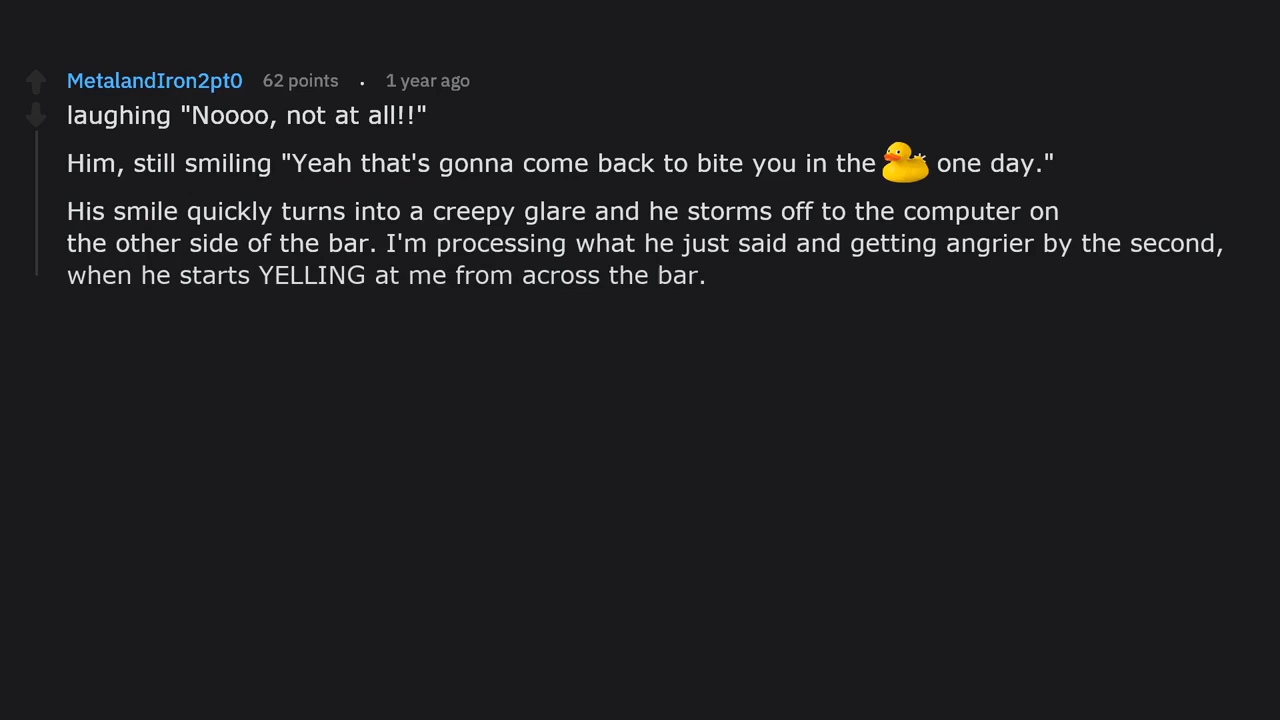 MetalandIron2pt0 62 points . 1 year ago
laughing "Noooo, not at all!!"
Him, still smiling "Yeah that's gonna come back to bite you in the one day."
His smile quickly turns into a creepy glare and he storms off to the computer on
the other side of the bar. I'm processing what he just said and getting angrier by the second,
when he starts YELLING at me from across the bar.